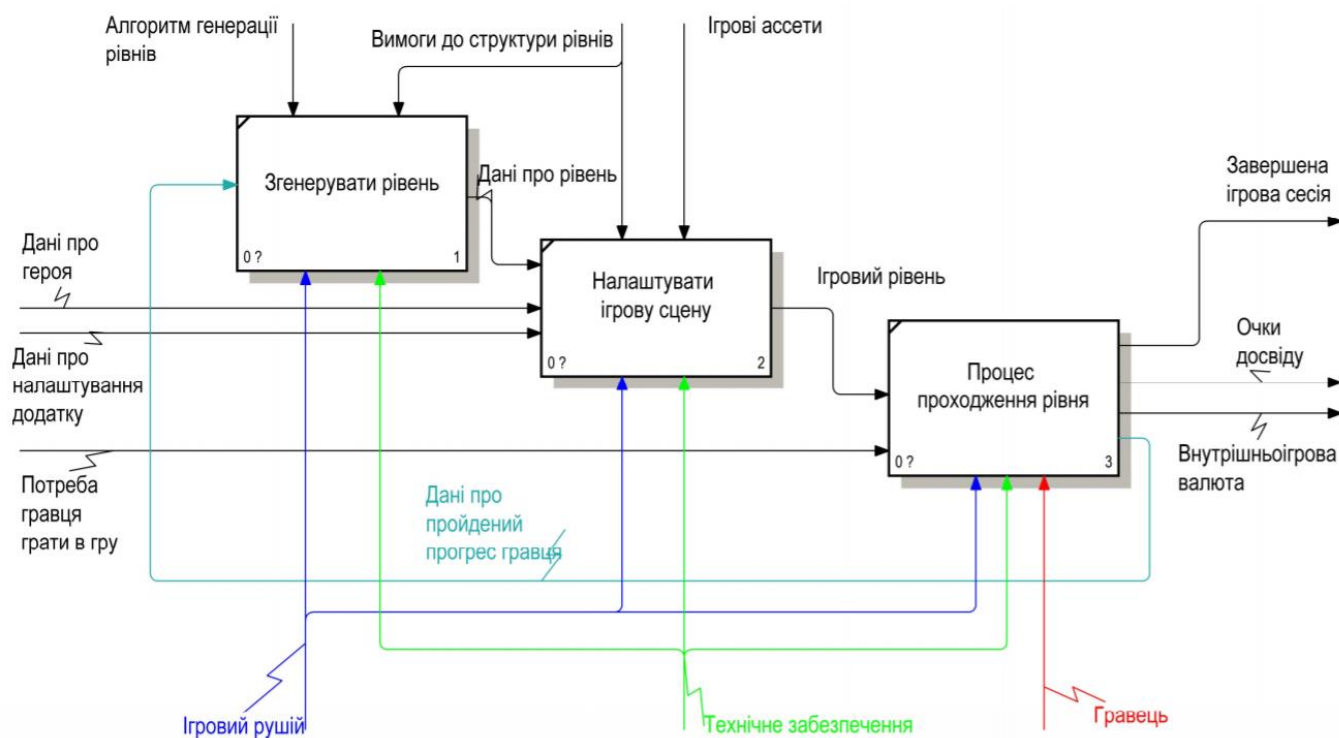 Алгоритм генерації
рівнів
Вимоги до структури рівнів
Ігрові ассети
Згенерувати рівень
0 ?
1
Дані про рівень
Завершена
ігрова сесія
Дані про
героя
Налаштувати
ігрову сцену
0 ?
2
Ігровий рівень
Дані про
налаштування
додатку
Процес
проходження рівня
0 ?
3
Очки
досвіду
Внутрішньоігрова
валюта
Потреба
гравця
грати в гру
Дані про
пройдений
прогрес гравця
Ігровий рушій
Технічне забезпечення
Гравець